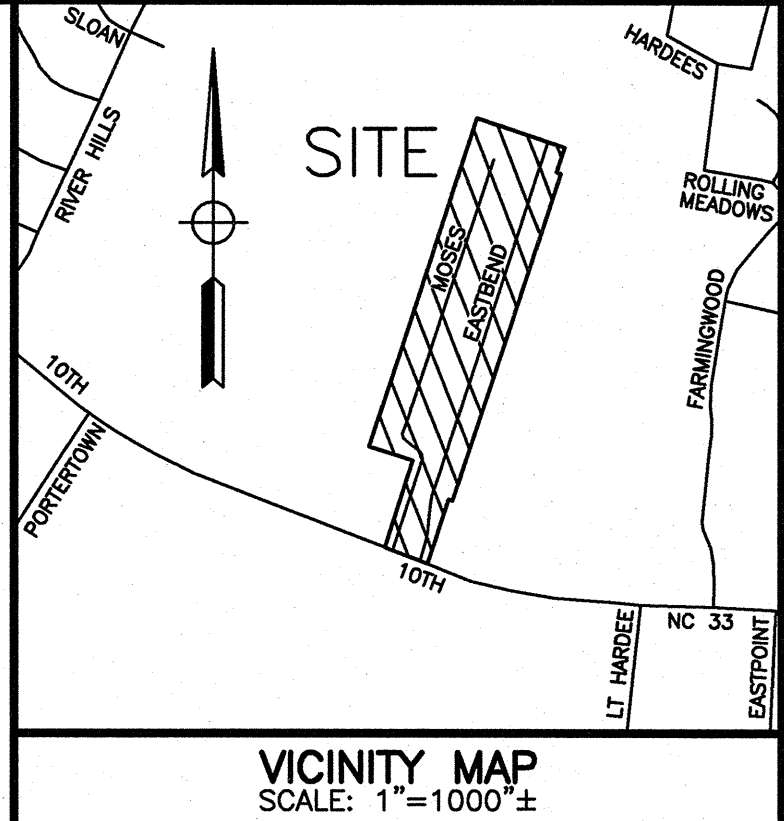 SLOAN
HARDEES
RIVER HILLS
SITE
ROLLING
MEADOWS
MOSES
EASTBEND
FARMINGWOOD
10TH
PORTERTOWN
10TH
LT HARDEE
NC 33
EASTPOINT
VICINITY MAP
SCALE: 1"=1000"±